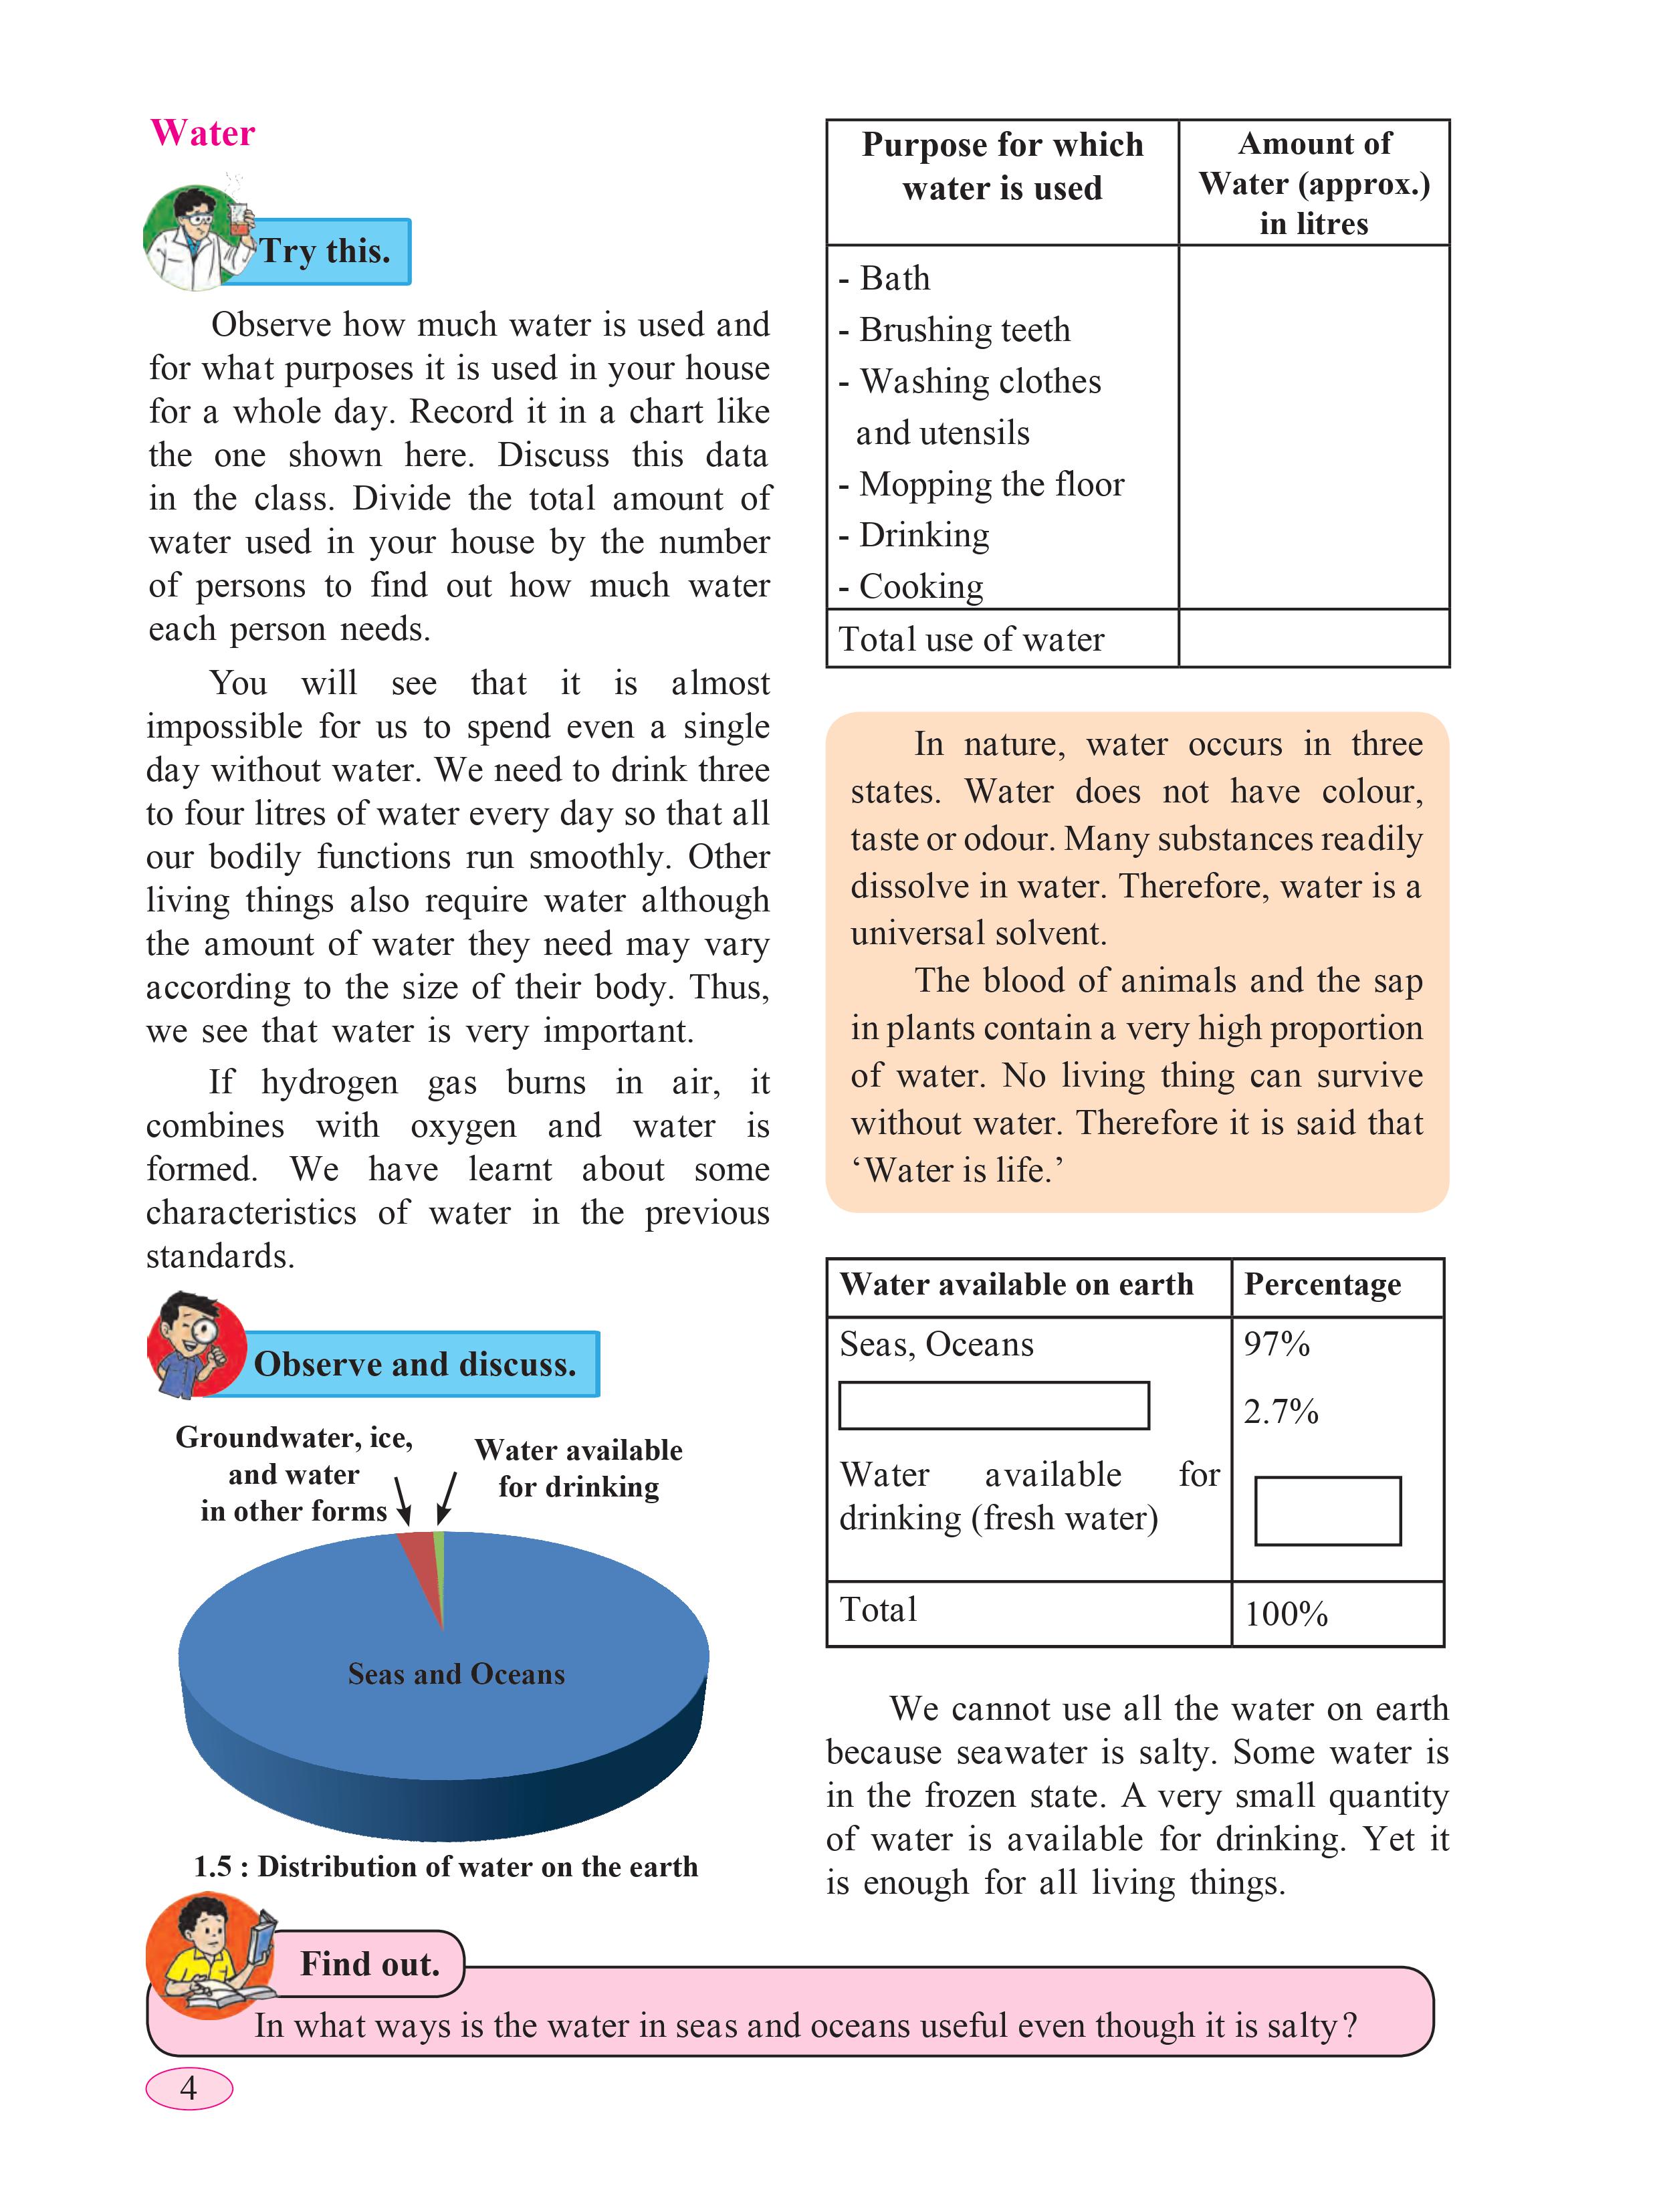 Water
Try this.
Observe how much water is used and
for what purposes it is used in your house
for a whole day. Record it in a chart like
the one shown here. Discuss this data
in the class. Divide the total amount of
water used in your house by the number
of persons to find out how much water
each person needs.
You will see that it is almost
impossible for us to spend even a single
day without water. We need to drink three
to four litres of water every day so that all
our bodily functions run smoothly. Other
living things also require water although
the amount of water they need may vary
according to the size of their body. Thus,
we see that water is very important.
If hydrogen gas burns in air, it
combines with oxygen and water is
formed. We have learnt about some
characteristics of water in the previous
standards.
Observe and discuss.
Groundwater, ice,
and water
in other forms
Water available
for drinking
Seas and Oceans
1.5 : Distribution of water on the earth
Purpose for which
water is used
Amount of
Water (approx.)
in litres
- Bath
- Brushing teeth
- Washing clothes
and utensils
- Mopping the floor
- Drinking
- Cooking
Total use of water
In nature, water occurs in three
states. Water does not have colour,
taste or odour. Many substances readily
dissolve in water. Therefore, water is a
universal solvent.
The blood of animals and the sap
in plants contain a very high proportion
of water. No living thing can survive
without water. Therefore it is said that
‘Water is life.’
Water available on earth Percentage
Seas, Oceans 97%
2.7%
Water available for
drinking (fresh water)
Total 100%
We cannot use all the water on earth
because seawater is salty. Some water is
in the frozen state. A very small quantity
of water is available for drinking. Yet it
is enough for all living things.
Find out.
In what ways is the water in seas and oceans useful even though it is salty?
4